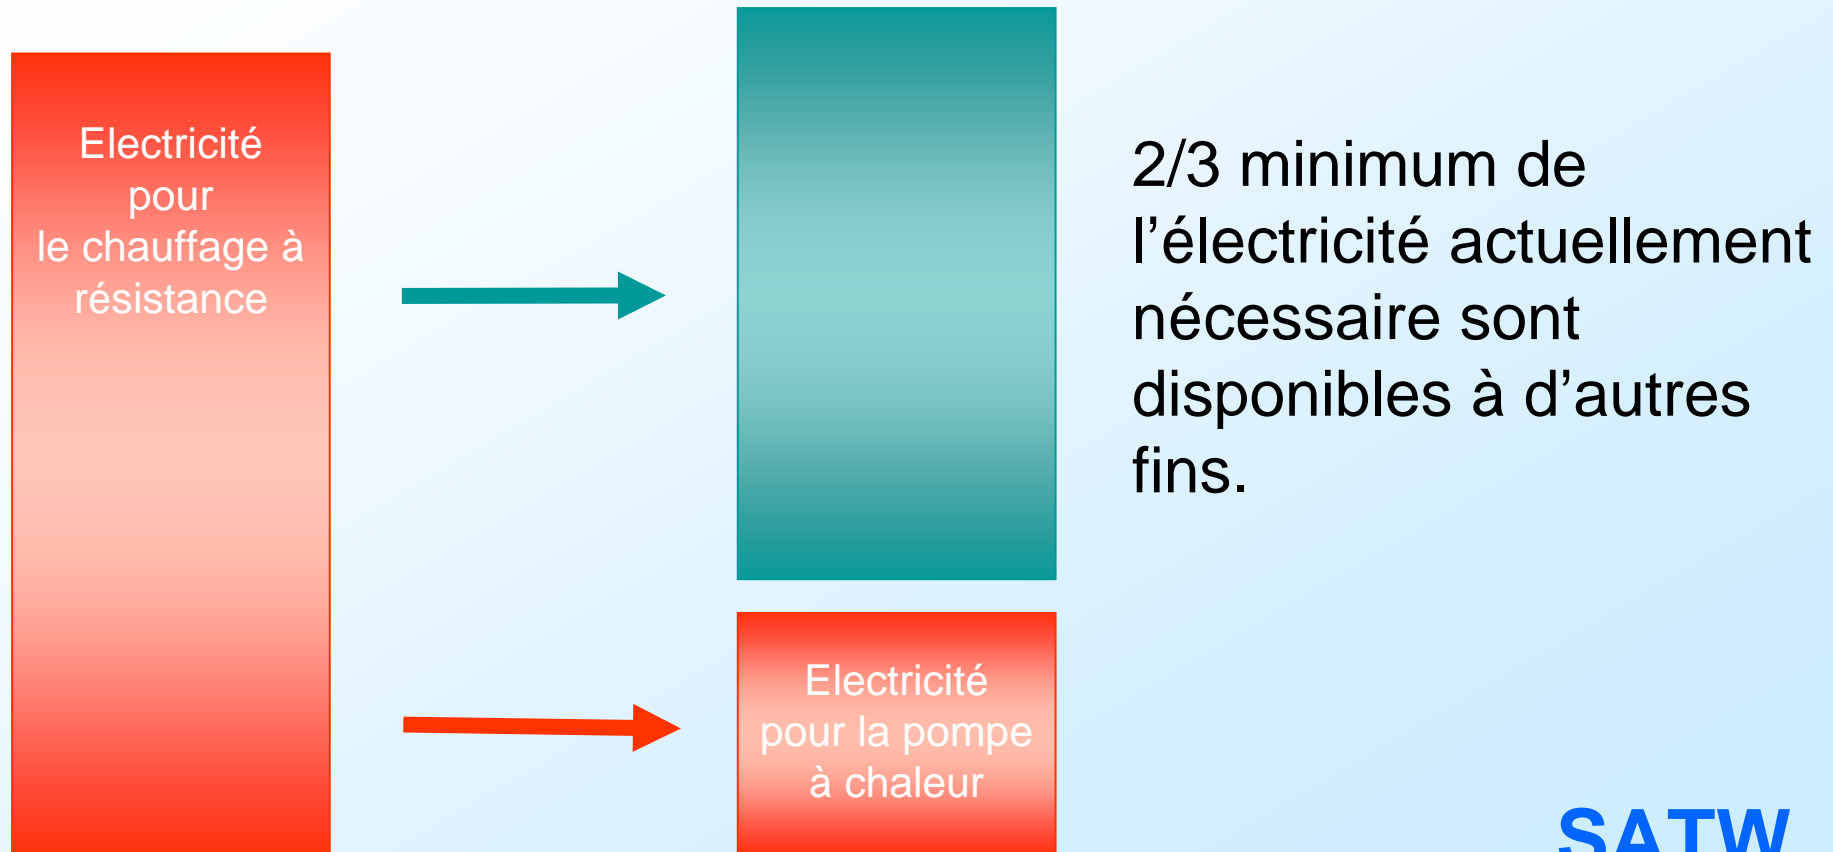 Electricité
pour
le chauffage à
résistance
2/3 minimum de
l’électricité actuellement
nécessaire sont
disponibles à d’autres
fins.
Electricité
pour la pompe
à chaleur
SATW